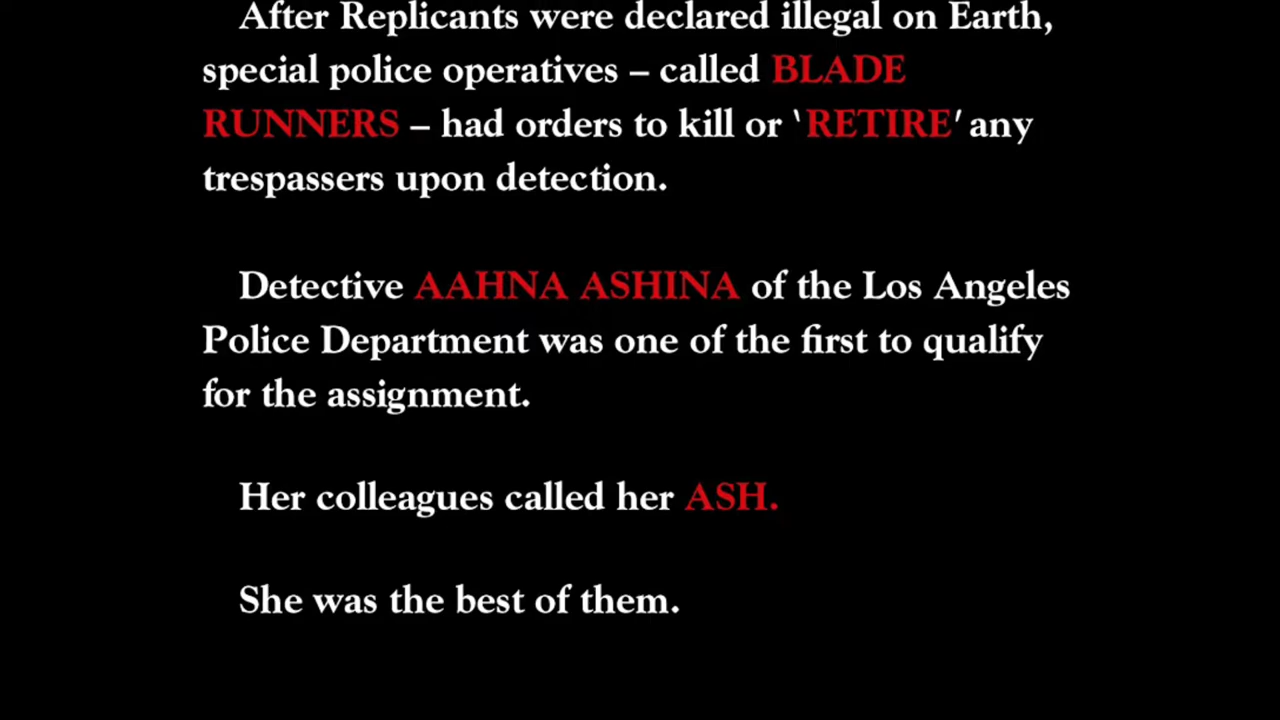 After Replicants were declared illegal on Earth,
special police operatives – called BLADE
RUNNERS – had orders to kill or ‛RETIRE’ any
trespassers upon detection.
Detective AAHNA ASHINA of the Los Angeles
Police Department was one of the first to qualify
for the assignment.
Her colleagues called her ASH.
She was the best of them.